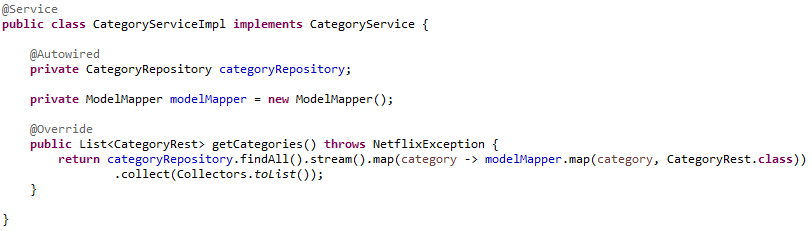 @Service
public class CategoryServiceImpl implements CategoryService {
@Autowired
private CategoryRepository categoryRepository;
private ModelMapper modelMapper = new ModelMapper();
@Override
public List<CategoryRest> getCategories() throws NetflixException {
return categoryRepository.findAll().stream().map(category -> modelMapper.map(category, CategoryRest.class))
.collect(Collectors.toList());
}
}